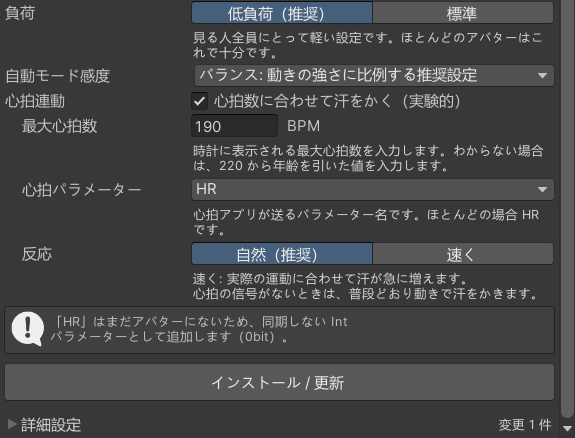 負荷
低負荷（推奨）
標準
見る人全員にとって軽い設定です。ほとんどのアバターはこ
れで十分です。
自動モード感度
バランス: 動きの強さに比例する推奨設定
心拍連動
心拍数に合わせて汗をかく（実験的）
最大心拍数
190
BPM
時計に表示される最大心拍数を入力します。わからない場合
は、220 から年齢を引いた値を入力します。
心拍パラメーター
HR
心拍アプリが送るパラメーター名です。ほとんどの場合 HR
です。
反応
自然（推奨）
速く
速く: 実際の運動に合わせて汗が急に増えます。
心拍の信号がないときは、普段どおり動きで汗をかきます。
「HR」はまだアバターにないため、同期しない Int
パラメーターとして追加します（0bit）。
インストール / 更新
詳細設定
変更 1 件